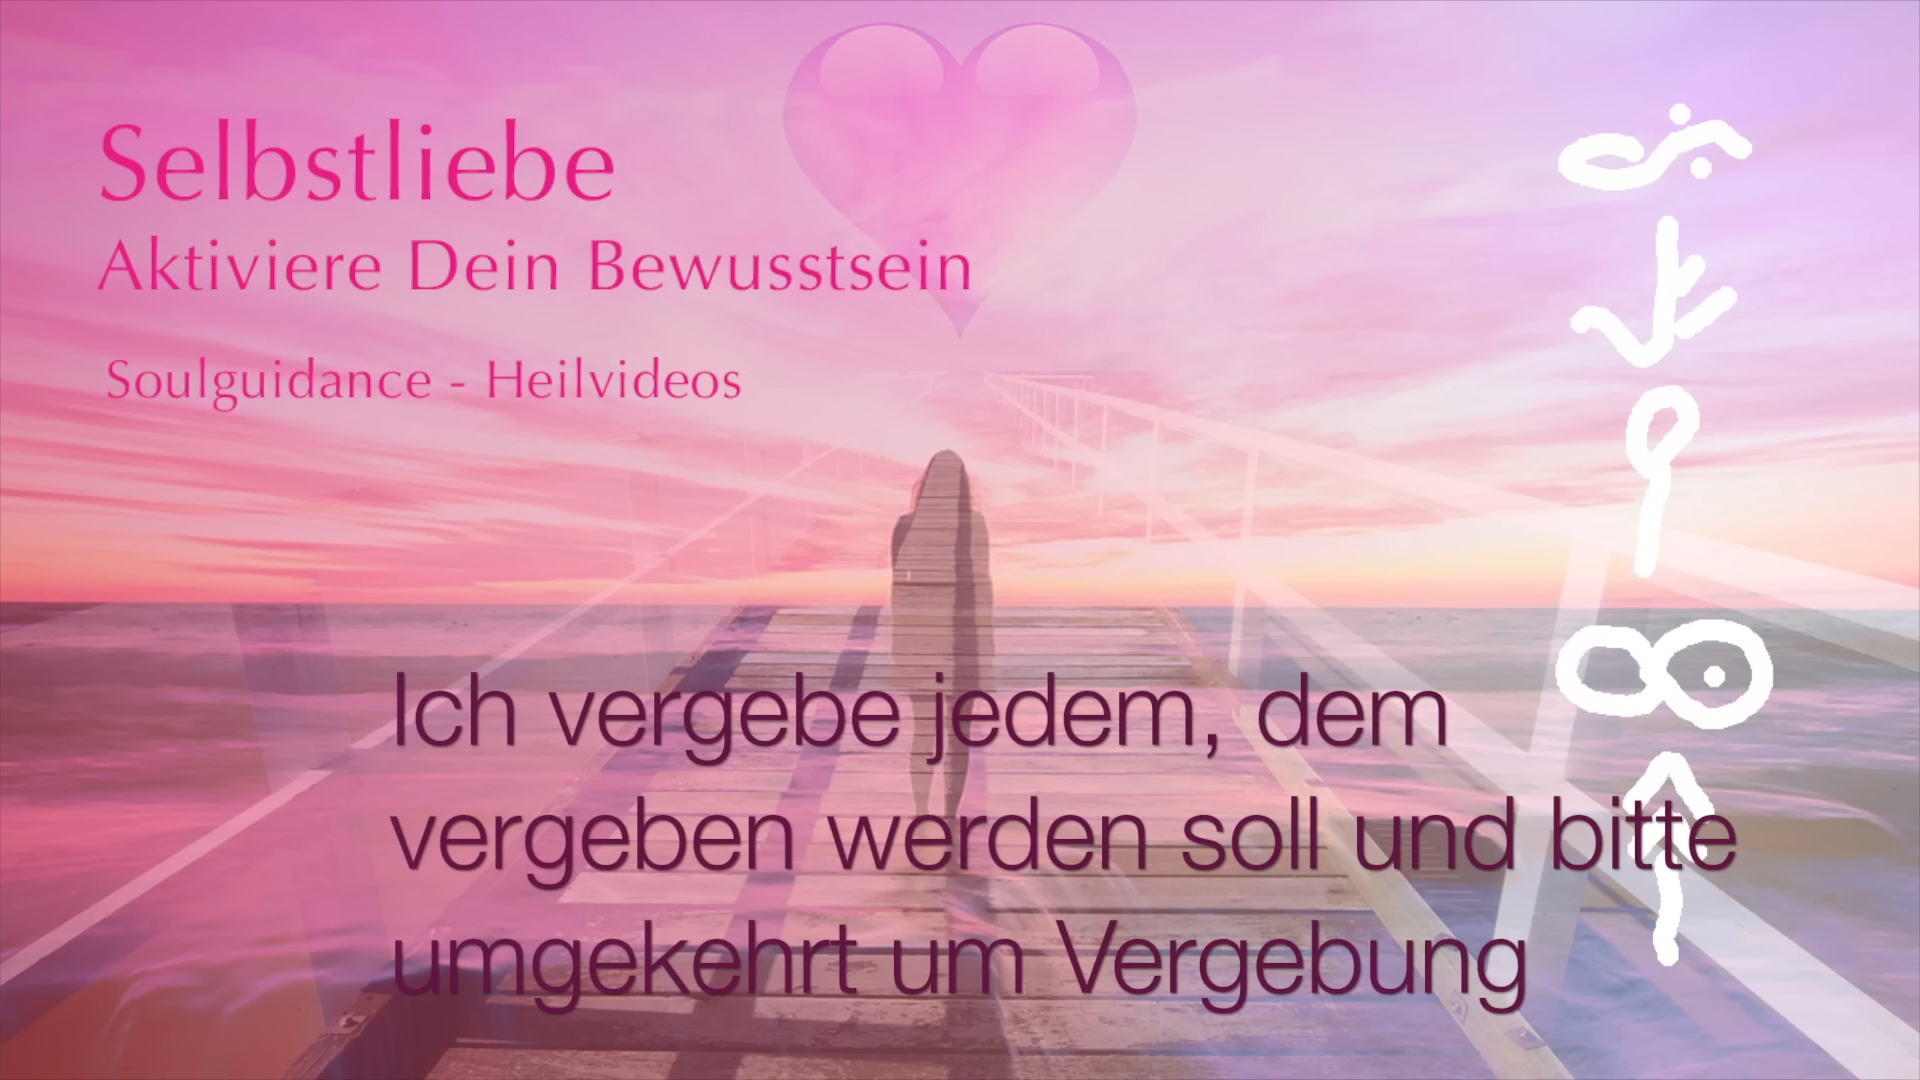 Selbstliebe
Aktiviere Dein Bewusstsein
Soulguidance - Heilvideos
Ich vergebe jedem, dem
vergeben werden soll und bitte
umgekehrt um Vergebung